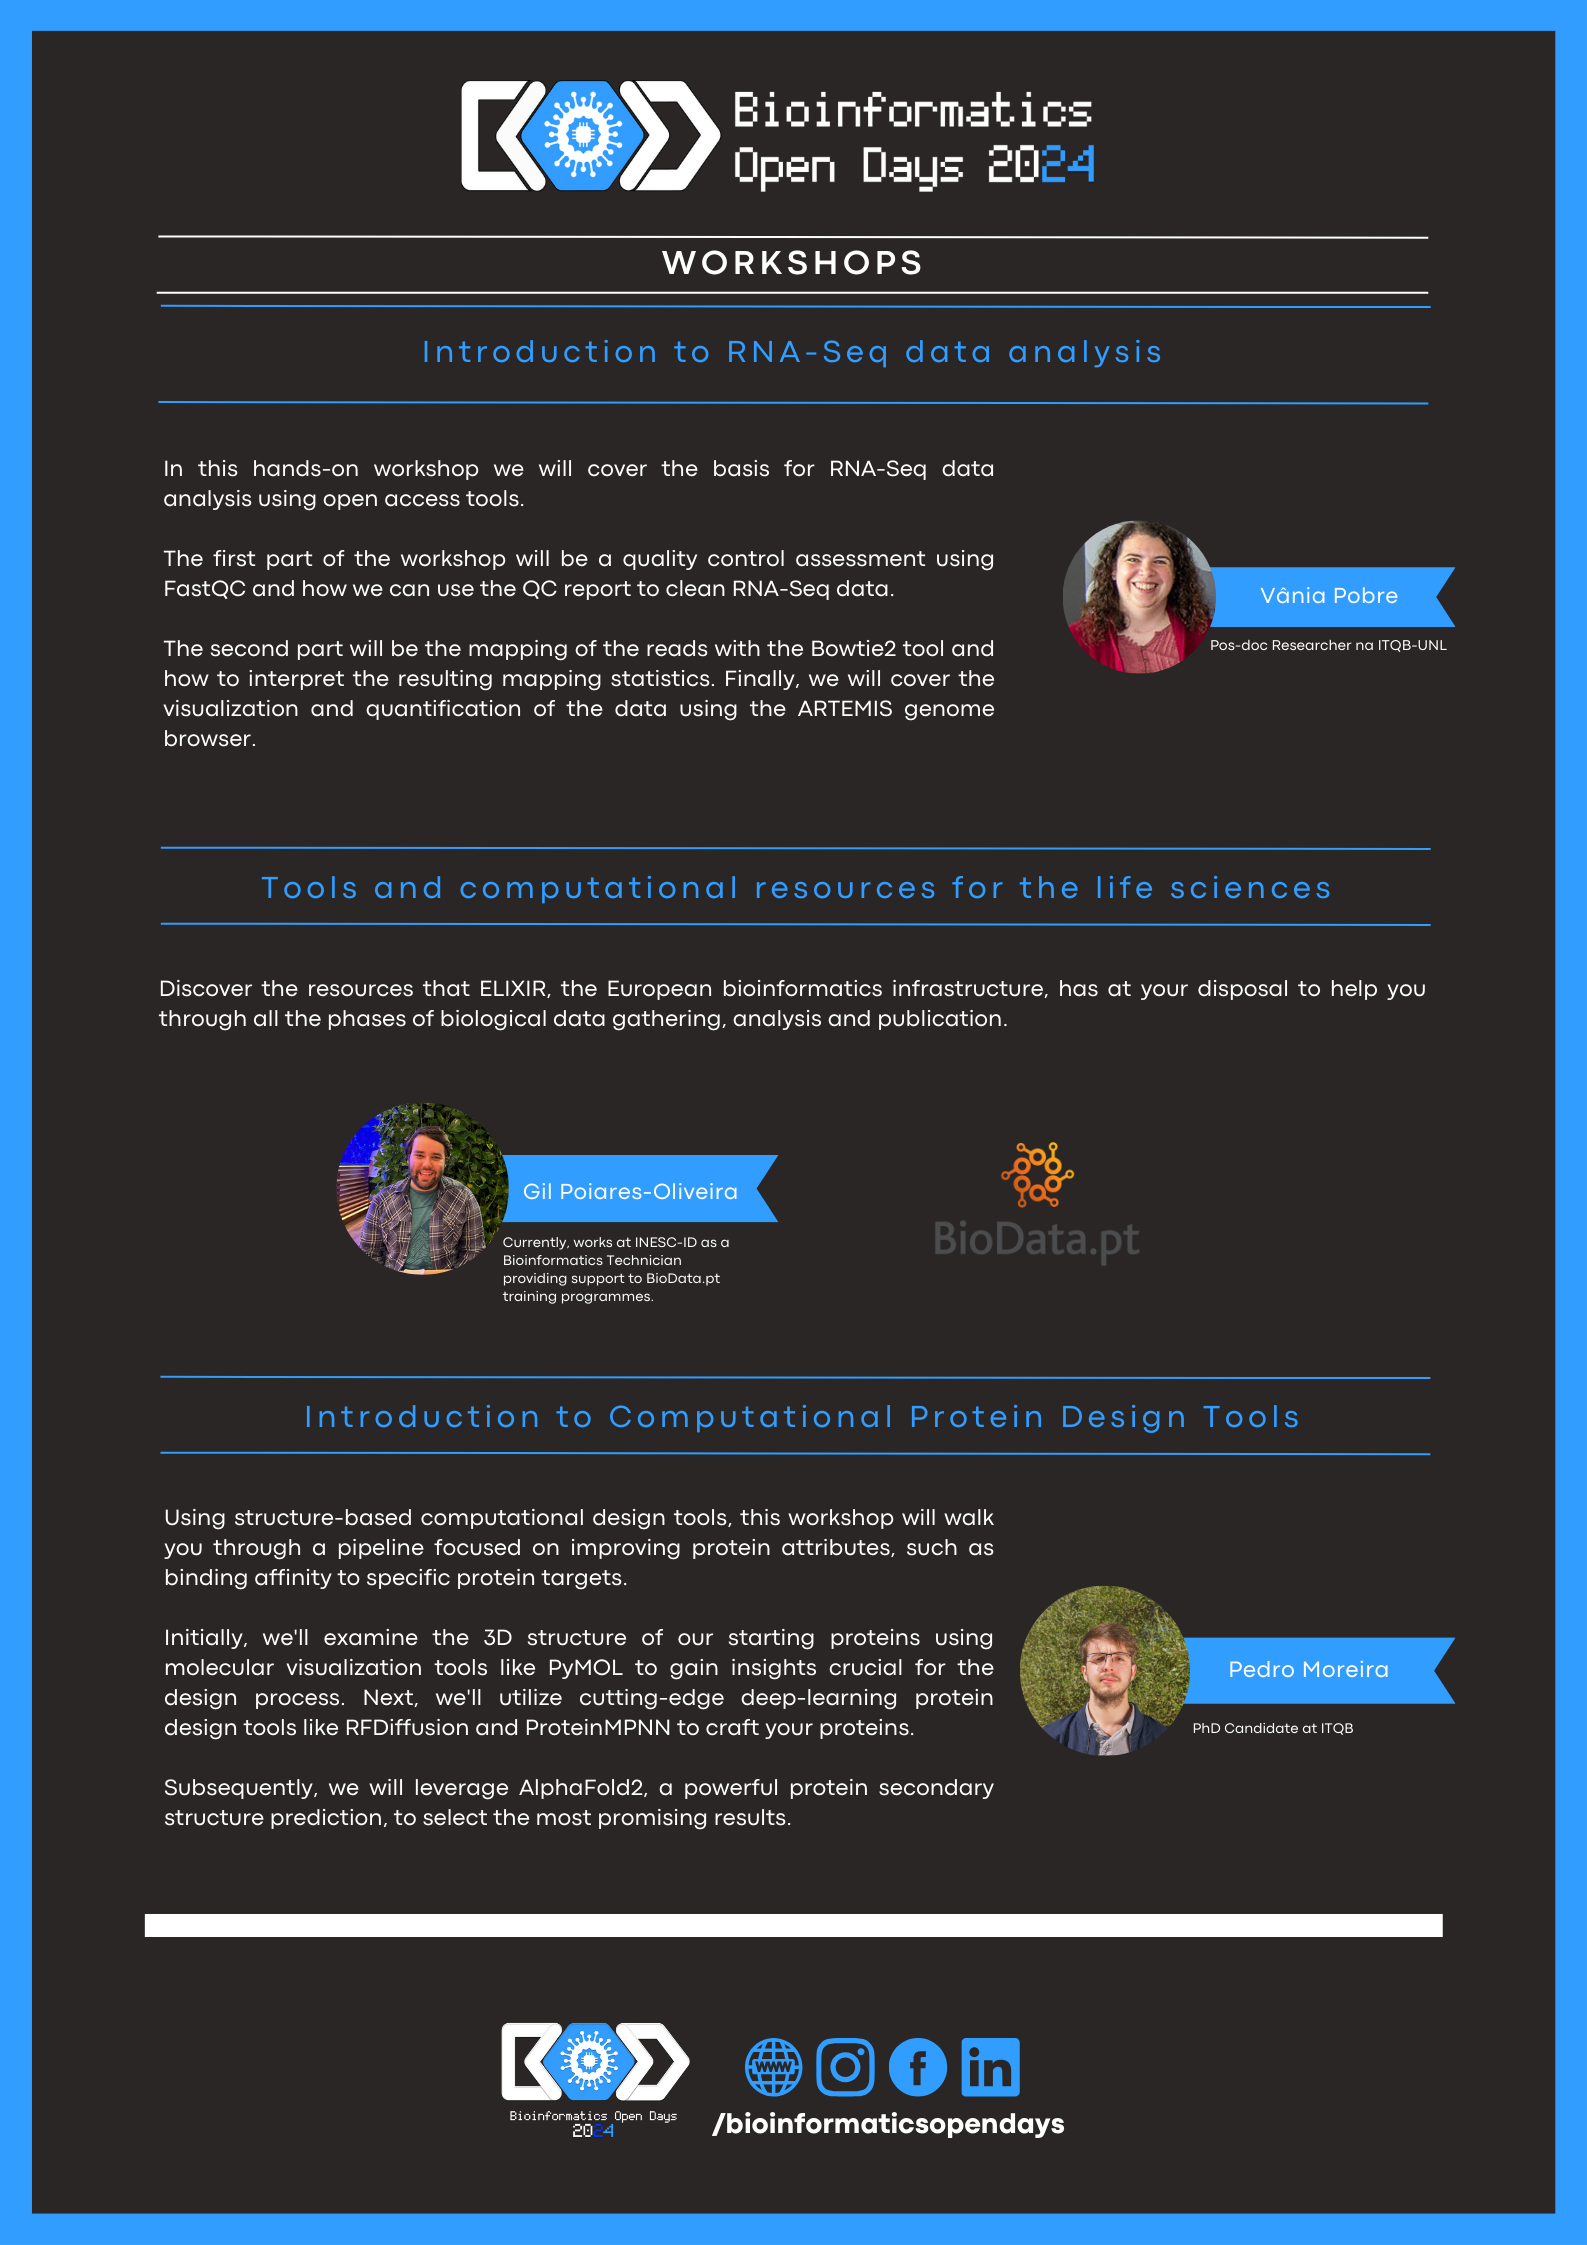 Bioinformatics
Open Days 2024
WORKSHOPS
Introduction to RNA-Seq data analysis
In this hands-on workshop we will cover the basis for RNA-Seq data
analysis using open access tools.
The first part of the workshop will be a quality control assessment using
FastQC and how we can use the QC report to clean RNA-Seq data.
The second part will be the mapping of the reads with the Bowtie2 tool and
how to interpret the resulting mapping statistics. Finally, we will cover the
visualization and quantification of the data using the ARTEMIS genome
browser.
Vânia Pobre
Pos-doc Researcher na ITQB-UNL
Tools and computational resources for the life sciences
Discover the resources that ELIXIR, the European bioinformatics infrastructure, has at your disposal to help you
through all the phases of biological data gathering, analysis and publication.
Gil Poiares-Oliveira
Currently, works at INESC-ID as a
Bioinformatics Technician
providing support to BioData.pt
training programmes.
BioData.pt
Introduction to Computational Protein Design Tools
Using structure-based computational design tools, this workshop will walk
you through a pipeline focused on improving protein attributes, such as
binding affinity to specific protein targets.
Initially, we'll examine the 3D structure of our starting proteins using
molecular visualization tools like PyMOL to gain insights crucial for the
design process. Next, we'll utilize cutting-edge deep-learning protein
design tools like RFDiffusion and ProteinMPNN to craft your proteins.
Subsequently, we will leverage AlphaFold2, a powerful protein secondary
structure prediction, to select the most promising results.
Pedro Moreira
PhD Candidate at ITQB
Bioinformatics Open Days
2024
www
f
in
/bioinformaticsopendays